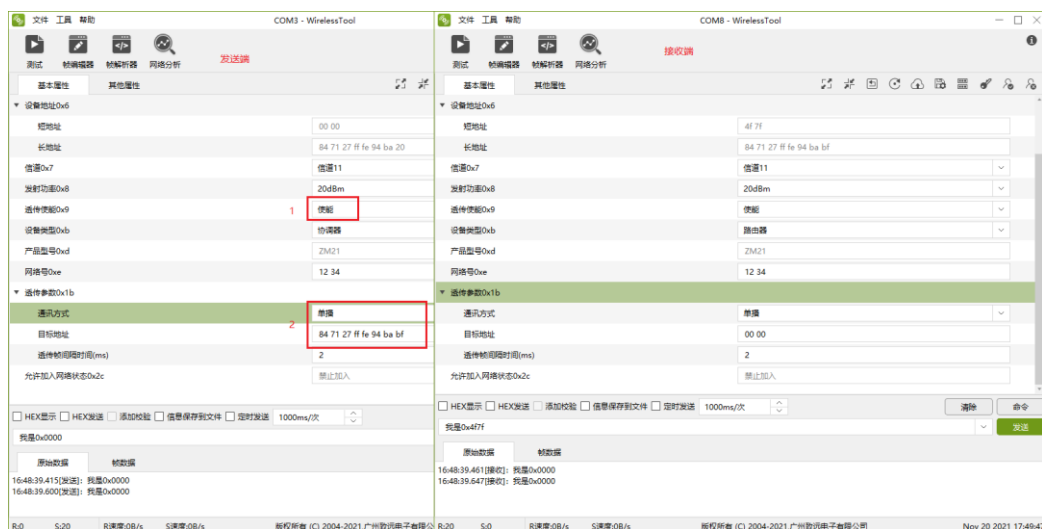 文件 工具 帮助
COM3 - WirelessTool
测试 帧编辑器 帧解析器 网络分析
发送端
基本属性 其他属性
设备地址0x6
短地址 00 00
长地址 84 71 27 ff fe 94 ba 20
信道0x7 信道11
发射功率0x8 20dBm
透传使能0x9 1 使能
设备类型0xb 协调器
产品型号0xd ZM21
网络号0xe 12 34
透传参数0x1b
通讯方式 单播
2
目标地址 84 71 27 ff fe 94 ba bf
透传帧间隔时间(ms) 2
允许加入网络状态0x2c 禁止加入
HEX显示 HEX发送 添加校验 信息保存到文件 定时发送 1000ms/次
我是0x0000
原始数据 帧数据
16:48:39.415[发送]: 我是0x0000
16:48:39.600[发送]: 我是0x0000
R:0 S:20 R速度:0B/s S速度:0B/s 版权所有 (C) 2004-2021 广州致远电子有限公
文件 工具 帮助
COM8 - WirelessTool
测试 帧编辑器 帧解析器 网络分析
接收端
基本属性 其他属性
设备地址0x6
短地址 4f 7f
长地址 84 71 27 ff fe 94 ba bf
信道0x7 信道11
发射功率0x8 20dBm
透传使能0x9 使能
设备类型0xb 路由器
产品型号0xd ZM21
网络号0xe 12 34
透传参数0x1b
通讯方式 单播
目标地址 00 00
透传帧间隔时间(ms) 2
允许加入网络状态0x2c 禁止加入
HEX显示 HEX发送 添加校验 信息保存到文件 定时发送 1000ms/次 清除 命令
我是0x4f7f 发送
原始数据 帧数据
16:48:39.461[接收]: 我是0x0000
16:48:39.647[接收]: 我是0x0000
R:20 S:0 R速度:0B/s S速度:0B/s 版权所有 (C) 2004-2021 广州致远电子有限公司 Nov 20 2021 17:49:47